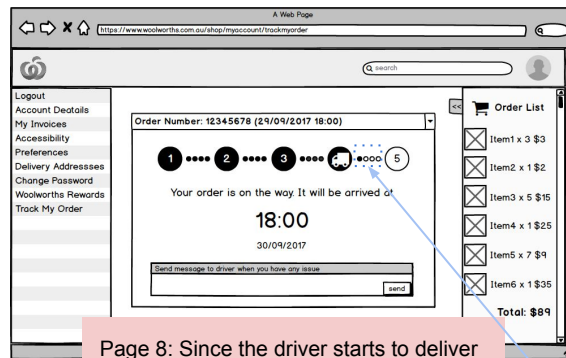 A Web Page
https://www.woolworths.com.au/shop/myaccount/trackmyorder
search
Logout
Account Deatails
My Invoices
Accessibility
Preferences
Delivery Addressses
Change Password
Woolworths Rewards
Track My Order
Order Number: 12345678 (29/09/2017 18:00)
1 2 3 5
Your order is on the way. It will be arrived at
18:00
30/09/2017
Send message to driver when you have any issue
send
<<
Order List
Item1 x 3 $3
Item2 x 1 $2
Item3 x 5 $15
Item4 x 1 $25
Item5 x 7 $9
Item6 x 1 $35
Total: $89
Page 8: Since the driver starts to deliver